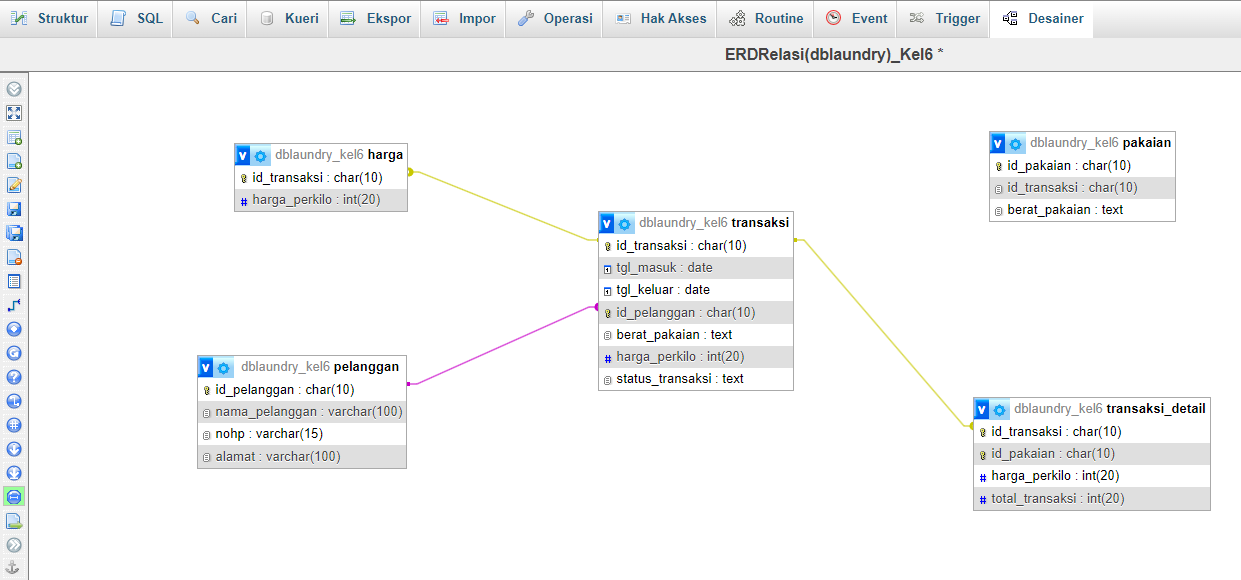 Struktur SQL Cari Kueri Ekspor Impor Operasi Hak Akses Routine Event Trigger Desainer
ERDRelasi(dblaundry)_Kel6 *
v dblaundry_kel6 harga
id_transaksi : char(10)
# harga_perkilo : int(20)
v dblaundry_kel6 pelanggan
id_pelanggan : char(10)
nama_pelanggan : varchar(100)
nohp : varchar(15)
alamat : varchar(100)
v dblaundry_kel6 transaksi
id_transaksi : char(10)
tgl_masuk : date
tgl_keluar : date
id_pelanggan : char(10)
berat_pakaian : text
# harga_perkilo : int(20)
status_transaksi : text
v dblaundry_kel6 pakaian
id_pakaian : char(10)
id_transaksi : char(10)
berat_pakaian : text
v dblaundry_kel6 transaksi_detail
id_transaksi : char(10)
id_pakaian : char(10)
# harga_perkilo : int(20)
# total_transaksi : int(20)